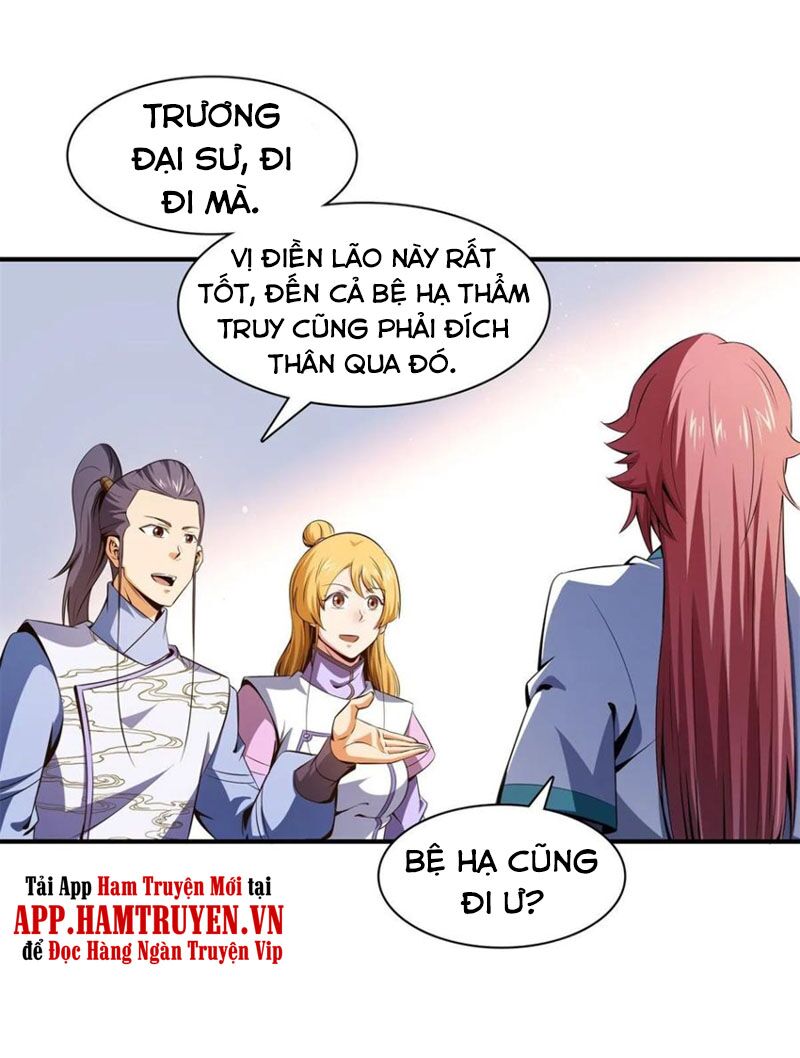 TRƯƠNG
ĐẠI SƯ, ĐI
ĐI MÀ.
VỊ ĐIỀN LÃO NÀY RẤT
TỐT, ĐẾN CẢ BỆ HẠ THẨM
TRUY CŨNG PHẢI ĐÍCH
THÂN QUA ĐÓ.
BỆ HẠ CŨNG
ĐI Ư?
Tải App Ham Truyện Mới tại
APP.HAMTRUYEN.VN
để Đọc Hàng Ngàn Truyện Vip